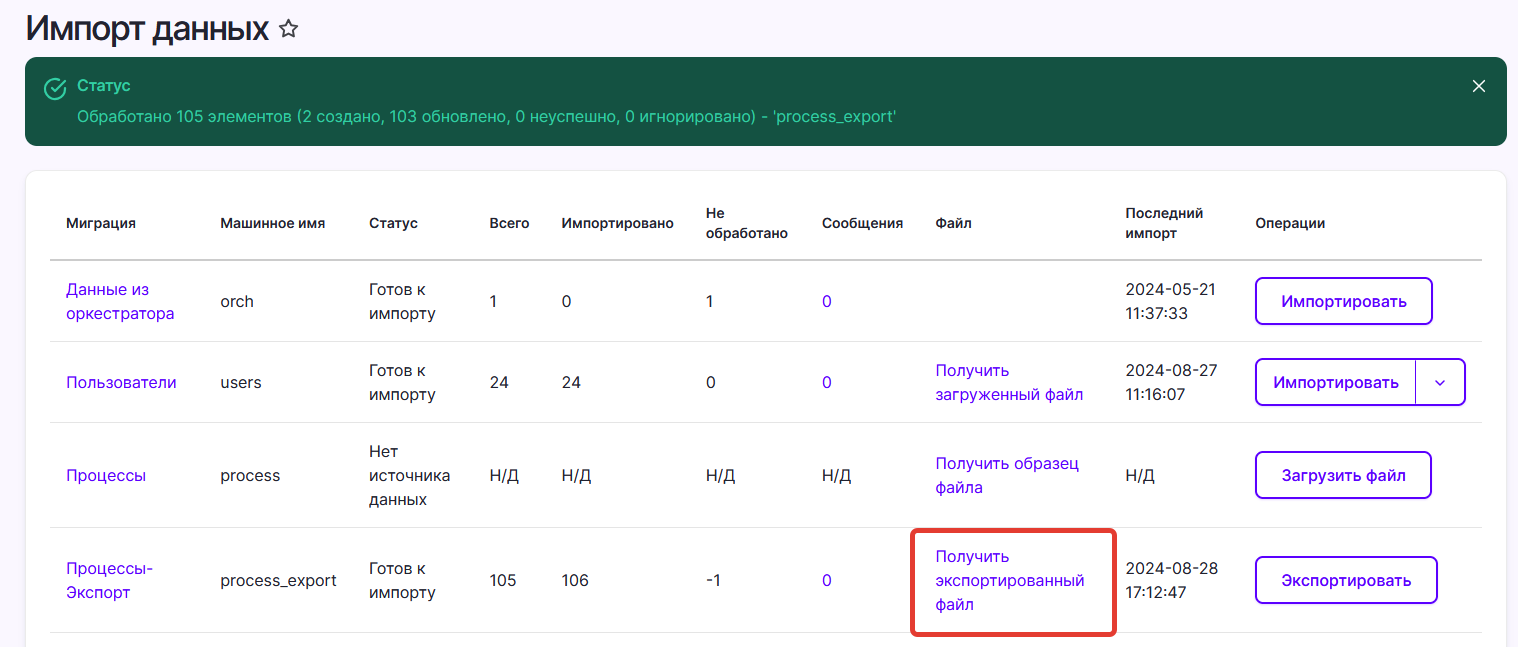 Импорт данных
Статус
Обработано 105 элементов (2 создано, 103 обновлено, 0 неуспешно, 0 игнорировано) - 'process_export'
Миграция Машинное имя Статус Всего Импортировано Не обработано Сообщения Файл Последний импорт Операции
Данные из оркестратора orch Готов к импорту 1 0 1 0 2024-05-21 11:37:33 Импортировать
Пользователи users Готов к импорту 24 24 0 0 Получить загруженный файл 2024-08-27 11:16:07 Импортировать
Процессы process Нет источника данных Н/Д Н/Д Н/Д Н/Д Получить образец файла Н/Д Загрузить файл
Процессы-Экспорт process_export Готов к импорту 105 106 -1 0 Получить экспортированный файл 2024-08-28 17:12:47 Экспортировать